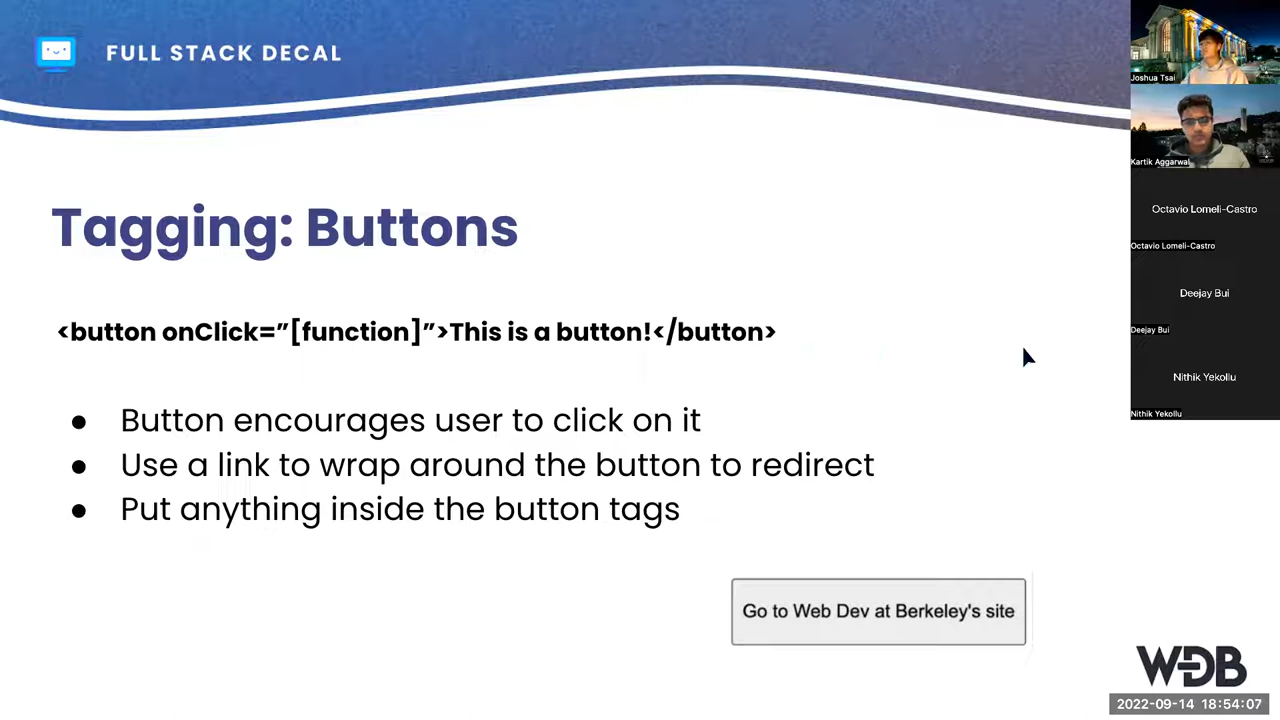 FULL STACK DECAL
Tagging: Buttons
<button onClick=”[function]”>This is a button!</button>
● Button encourages user to click on it
● Use a link to wrap around the button to redirect
● Put anything inside the button tags
Go to Web Dev at Berkeley's site
WDB
2022-09-14 18:54:07
Joshua Tsai
Kartik Aggarwal
Octavio Lomeli-Castro
Octavio Lomeli-Castro
Deejay Bui
Deejay Bui
Nithik Yekollu
Nithik Yekollu